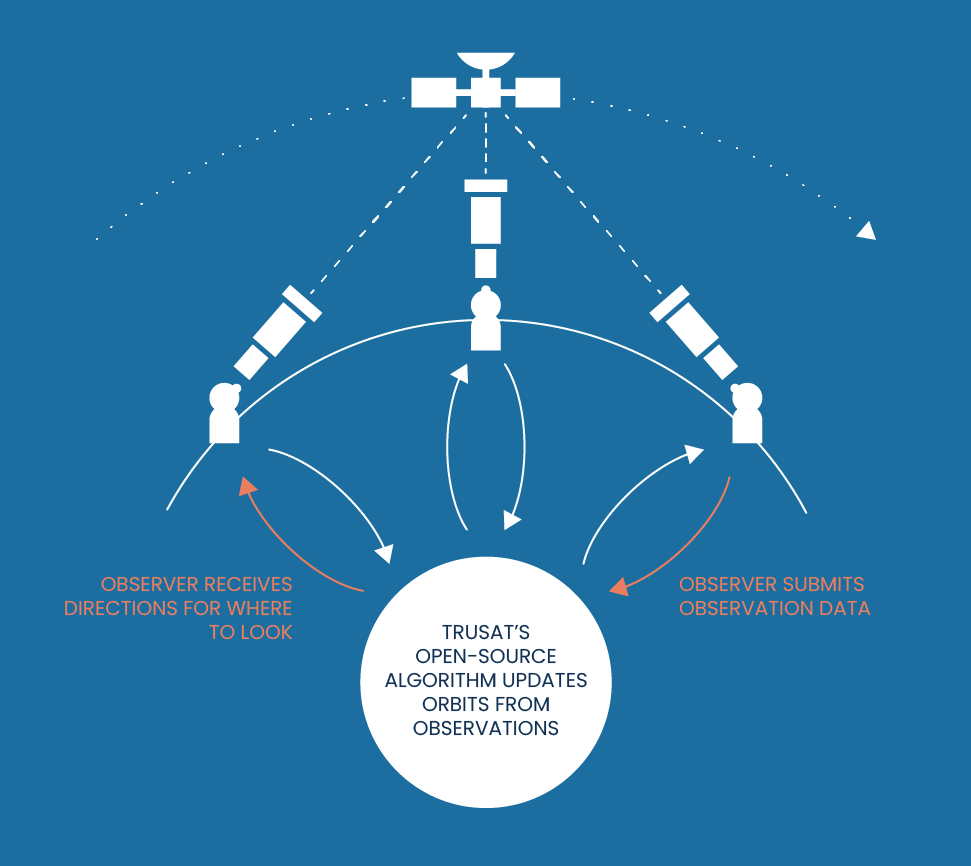 OBSERVER RECEIVES
DIRECTIONS FOR WHERE
TO LOOK
OBSERVER SUBMITS
OBSERVATION DATA
TRUSAT’S
OPEN-SOURCE
ALGORITHM UPDATES
ORBITS FROM
OBSERVATIONS